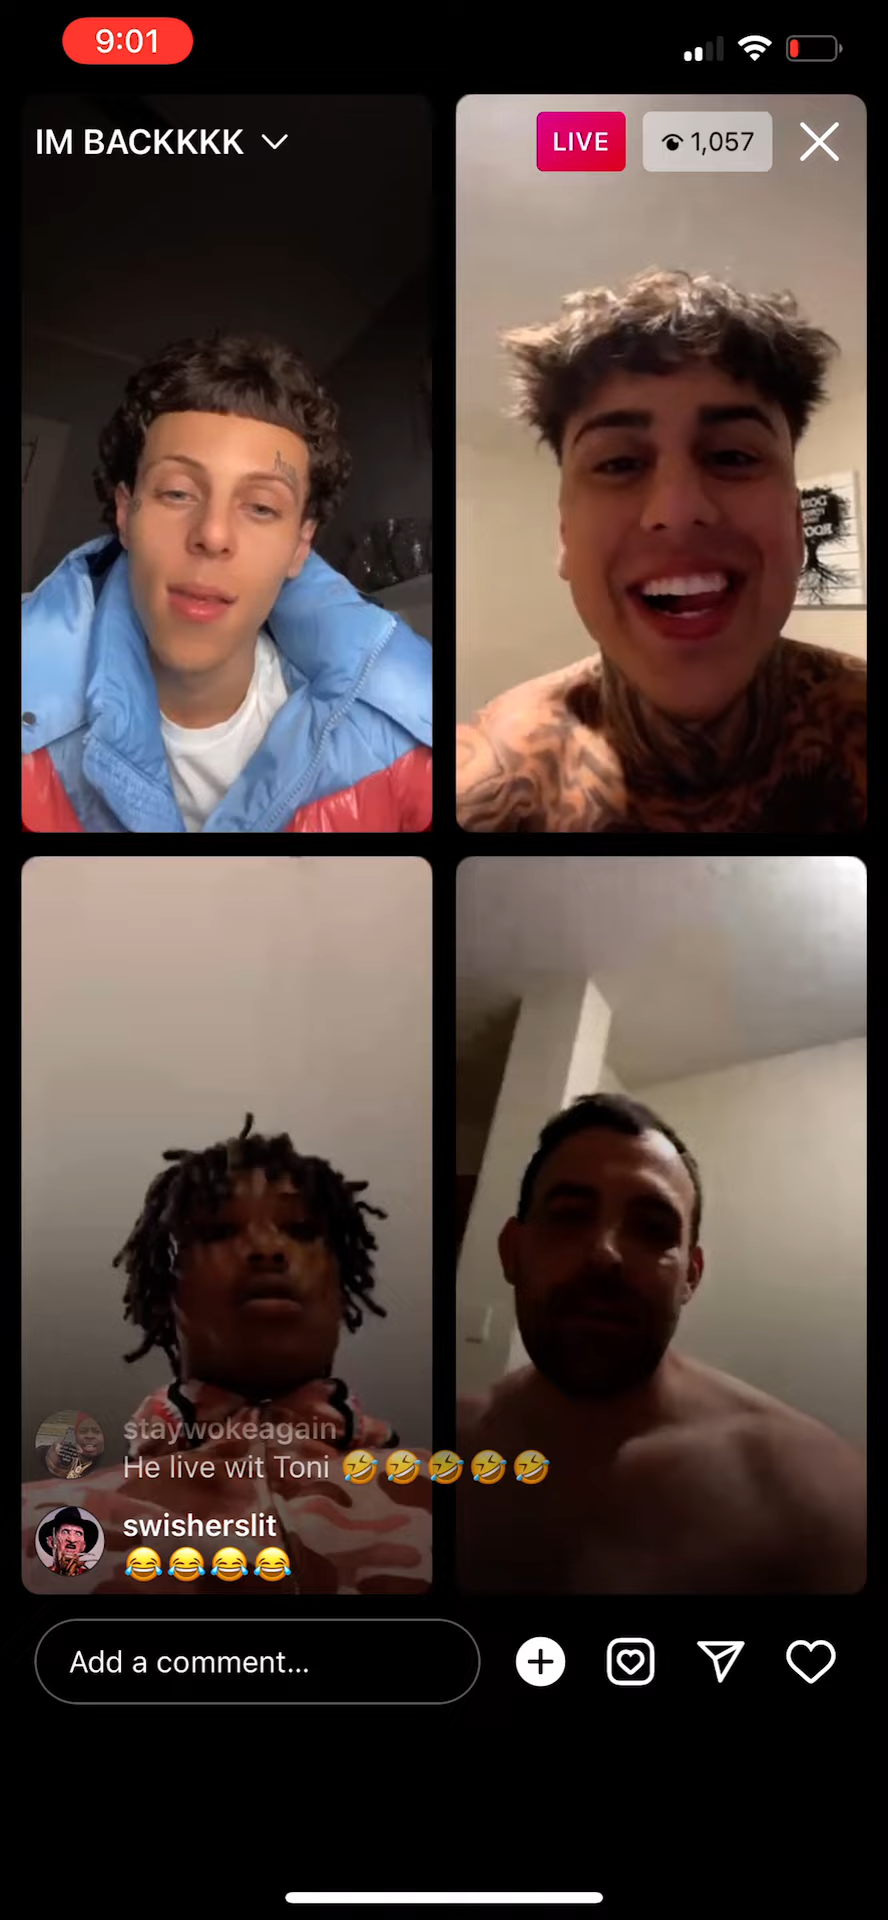 9:01
IM BACKKKK
LIVE
1,057
staywokeagain
He live wit Toni 🤣🤣🤣🤣🤣
swisherslit
😂😂😂😂
Add a comment...